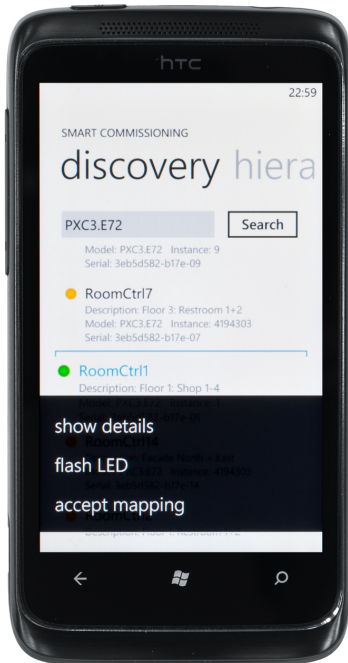 hTC
22:59
SMART COMMISSIONING
discovery hiera
PXC3.E72 Search
Model: PXC3.E72 Instance: 9
Serial: 3eb5d582-b17e-09
RoomCtrl7
Description: Floor 3: Restroom 1+2
Model: PXC3.E72 Instance: 4194303
Serial: 3eb5d582-b17e-07
RoomCtrl1
Description: Floor 1: Shop 1-4
show details
RoomCtrl14
flash LED
accept mapping